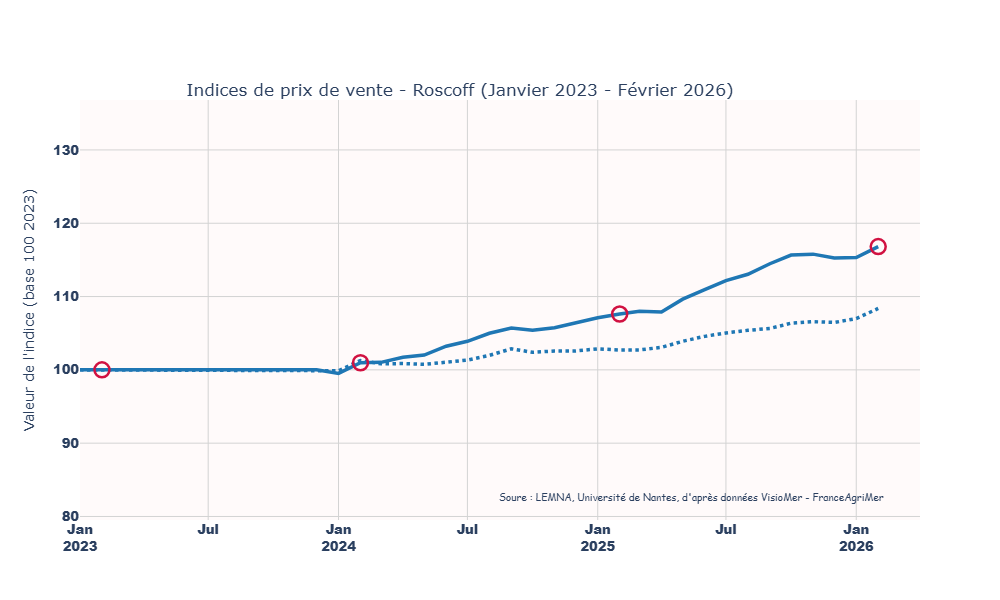 Indices de prix de vente - Roscoff (Janvier 2023 - Février 2026)
Valeur de l'indice (base 100 2023)
130
120
110
100
90
80
Soure : LEMNA, Université de Nantes, d'après données VisioMer - FranceAgriMer
Jan Jul Jan Jul Jan Jul Jan
2023 2024 2025 2026